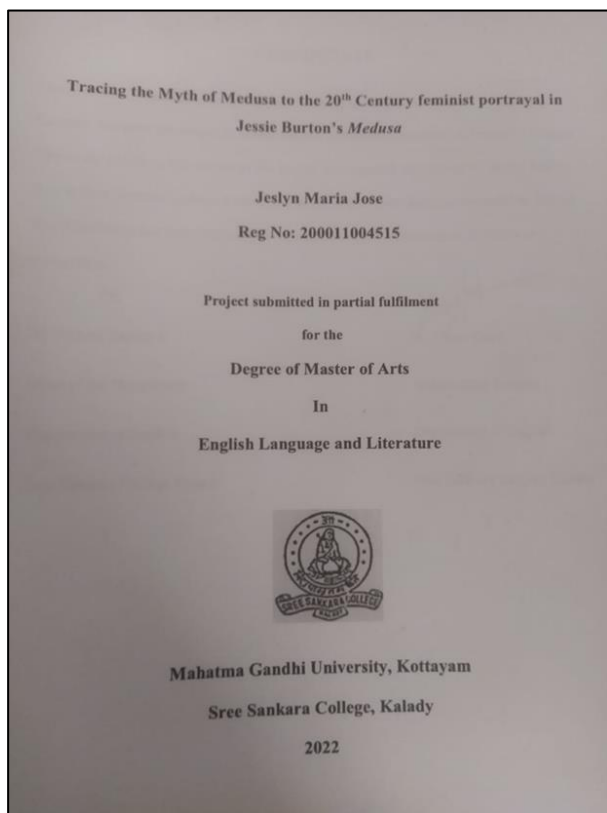 Tracing the Myth of Medusa to the 20th Century feminist portrayal in
Jessie Burton's Medusa
Jeslyn Maria Jose
Reg No: 200011004515
Project submitted in partial fulfilment
for the
Degree of Master of Arts
In
English Language and Literature
SREE SANKARA COLLEGE
Mahatma Gandhi University, Kottayam
Sree Sankara College, Kalady
2022